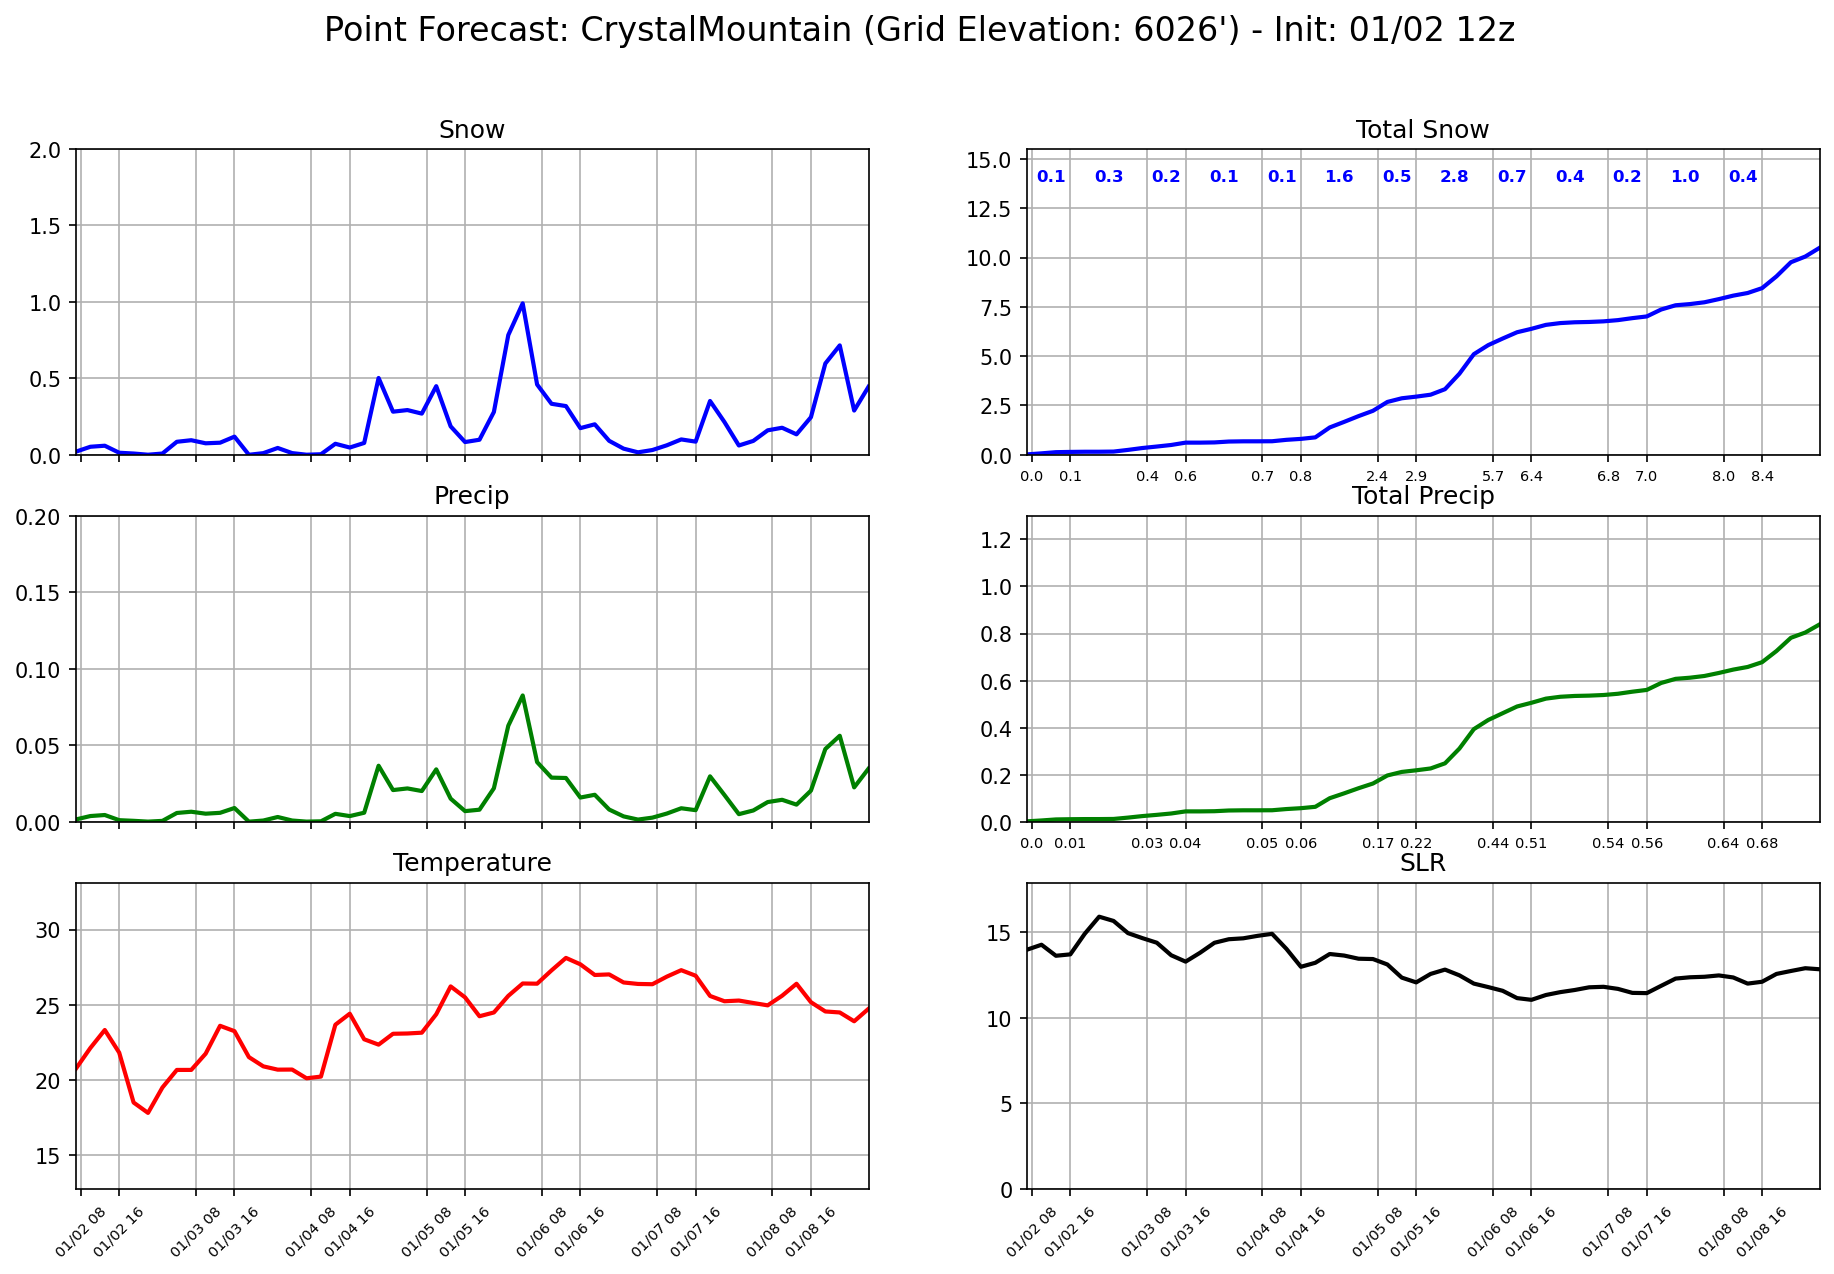 Point Forecast: CrystalMountain (Grid Elevation: 6026') - Init: 01/02 12z
Snow
2.0
1.5
1.0
0.5
0.0
Total Snow
15.0
12.5
10.0
7.5
5.0
2.5
0.0
0.1 0.3 0.2 0.1 0.1 1.6 0.5 2.8 0.7 0.4 0.2 1.0 0.4
0.0 0.1 0.4 0.6 0.7 0.8 2.4 2.9 5.7 6.4 6.8 7.0 8.0 8.4
Precip
0.20
0.15
0.10
0.05
0.00
Total Precip
1.2
1.0
0.8
0.6
0.4
0.2
0.0
0.0 0.01 0.03 0.04 0.05 0.06 0.17 0.22 0.44 0.51 0.54 0.56 0.64 0.68
Temperature
30
25
20
15
01/02 08 01/02 16 01/03 08 01/03 16 01/04 08 01/04 16 01/05 08 01/05 16 01/06 08 01/06 16 01/07 08 01/07 16 01/08 08 01/08 16
SLR
15
10
5
0
01/02 08 01/02 16 01/03 08 01/03 16 01/04 08 01/04 16 01/05 08 01/05 16 01/06 08 01/06 16 01/07 08 01/07 16 01/08 08 01/08 16